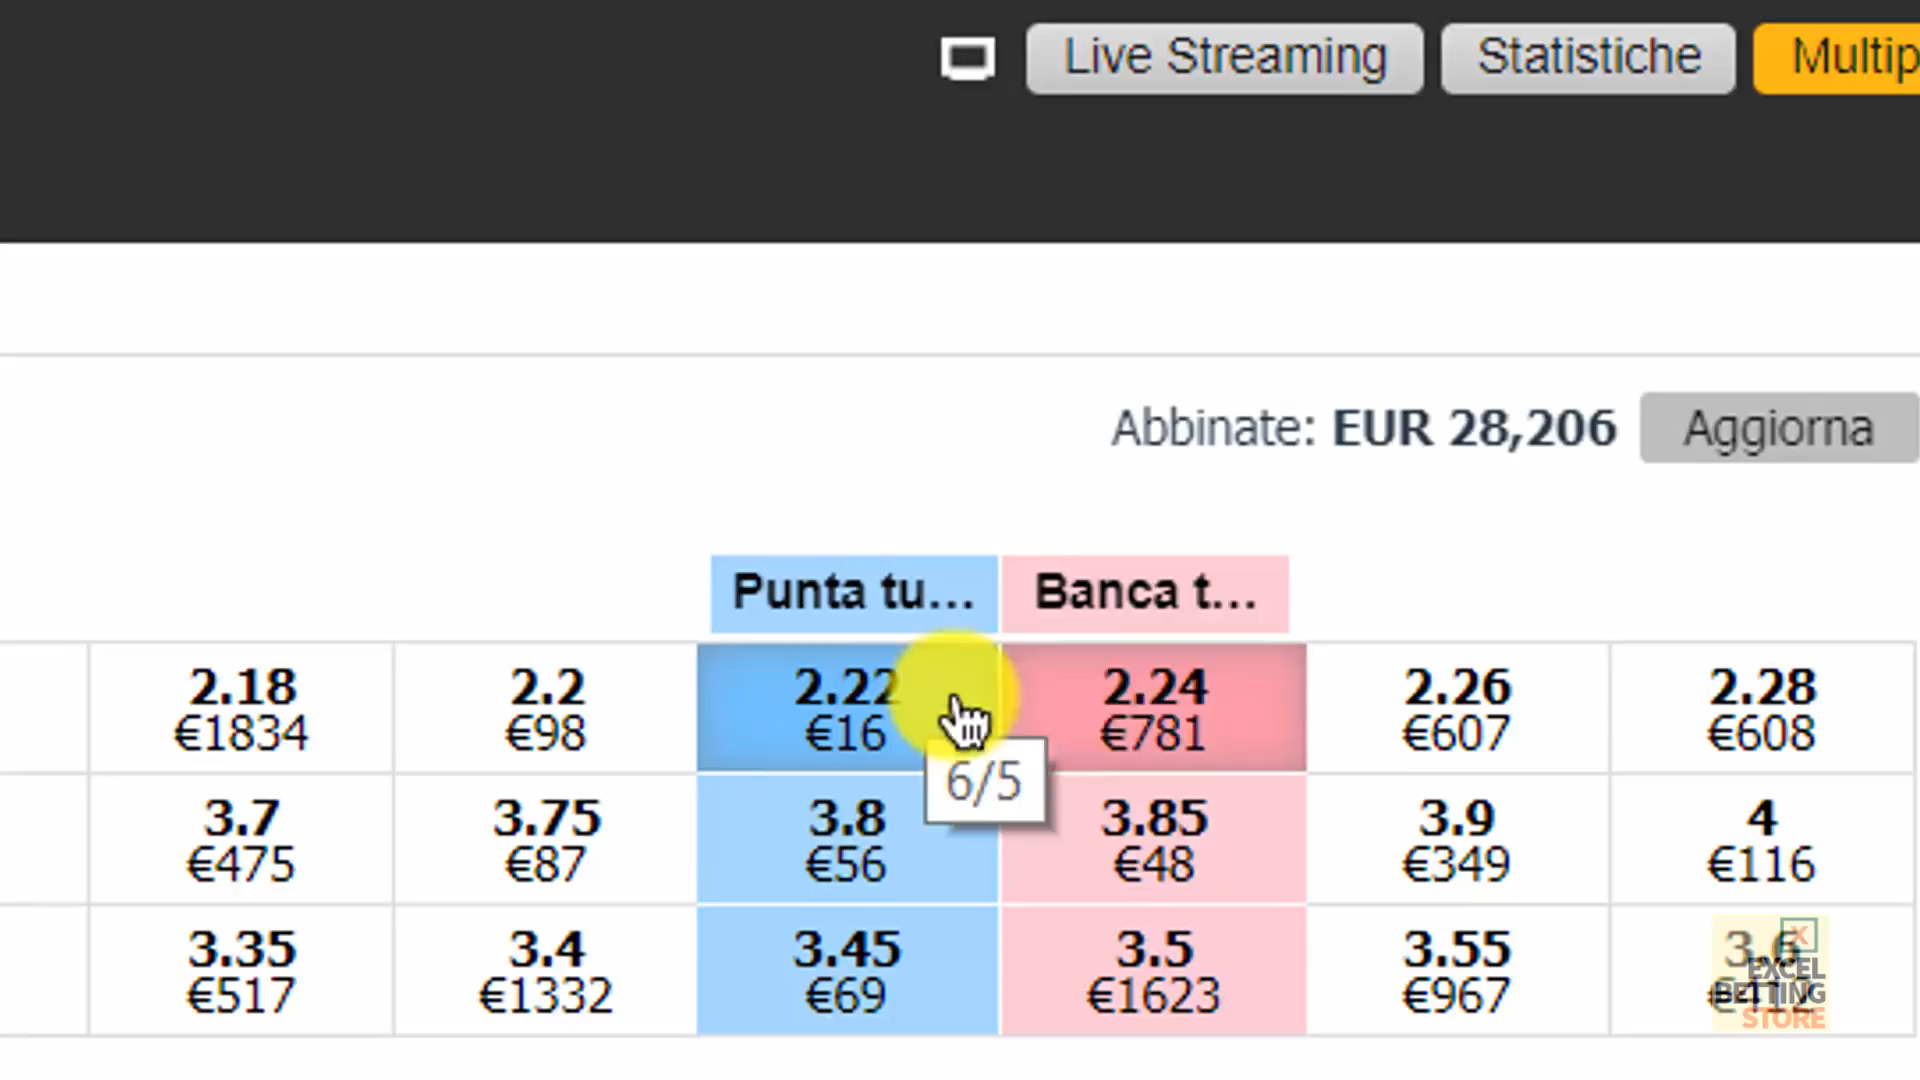 Live Streaming Statistiche Multip
Abbinate: EUR 28,206 Aggiorna
Punta tu... Banca t...
2.18 2.2 2.22 2.24 2.26 2.28
€1834 €98 €16 €781 €607 €608
6/5
3.7 3.75 3.8 3.85 3.9 4
€475 €87 €56 €48 €349 €116
3.35 3.4 3.45 3.5 3.55 3.6
€517 €1332 €69 €1623 €967
EXCEL
BETTING
STORE